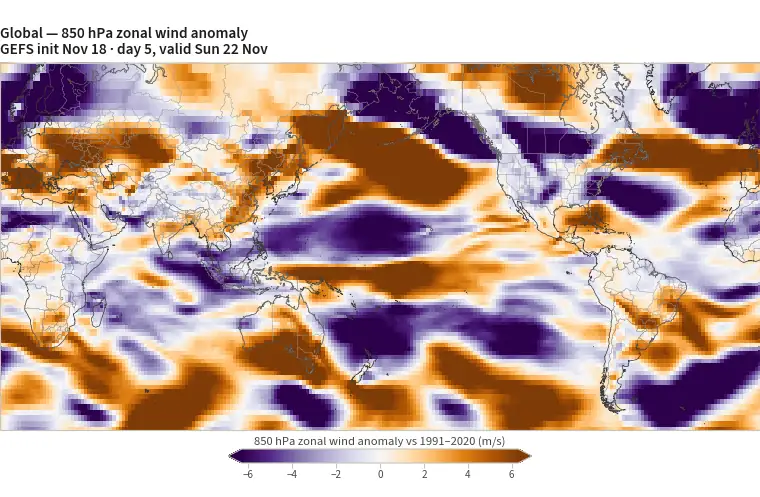 Global — 850 hPa zonal wind anomaly
GEFS init Nov 18 · day 5, valid Sun 22 Nov
850 hPa zonal wind anomaly vs 1991–2020 (m/s)
−6 −4 −2 0 2 4 6